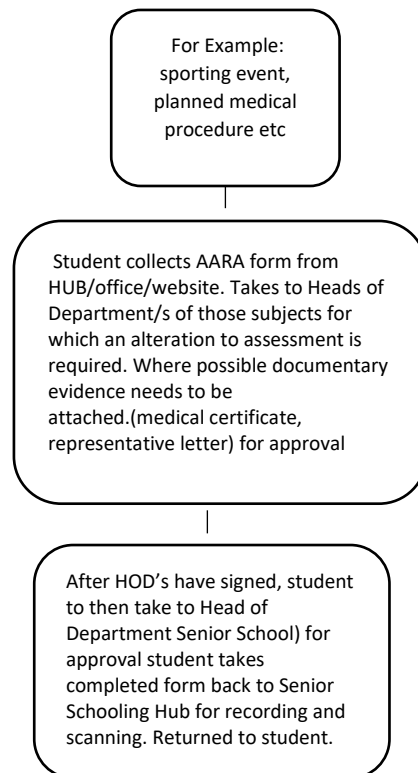 For Example:
sporting event,
planned medical
procedure etc
Student collects AARA form from
HUB/office/website. Takes to Heads of
Department/s of those subjects for
which an alteration to assessment is
required. Where possible documentary
evidence needs to be
attached.(medical certificate,
representative letter) for approval
After HOD’s have signed, student
to then take to Head of
Department Senior School) for
approval student takes
completed form back to Senior
Schooling Hub for recording and
scanning. Returned to student.